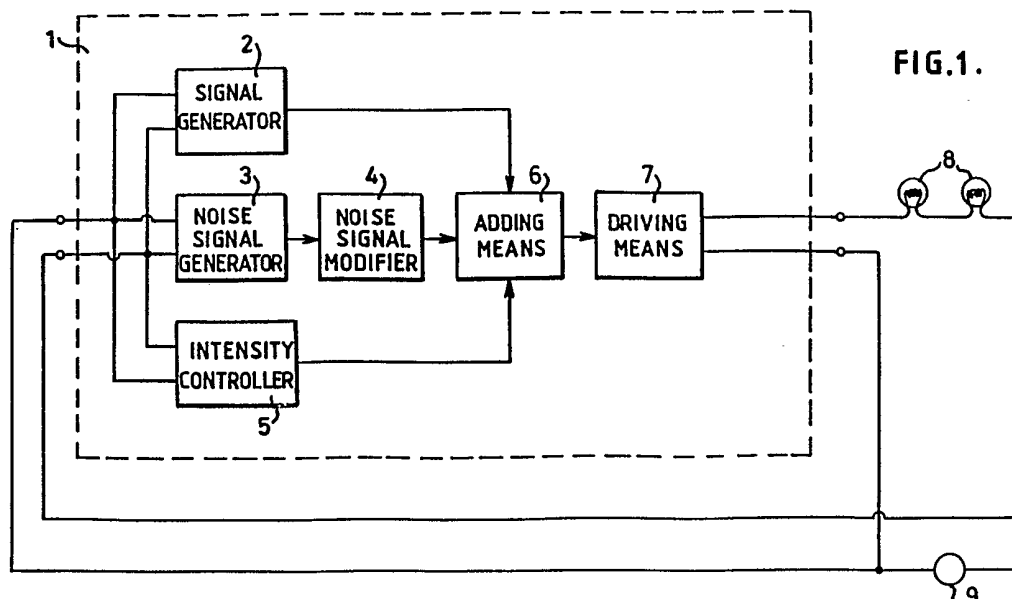 FIG.1.
1
2
SIGNAL
GENERATOR
3
NOISE
SIGNAL
GENERATOR
4
NOISE
SIGNAL
MODIFIER
5
INTENSITY
CONTROLLER
6
ADDING
MEANS
7
DRIVING
MEANS
8
9